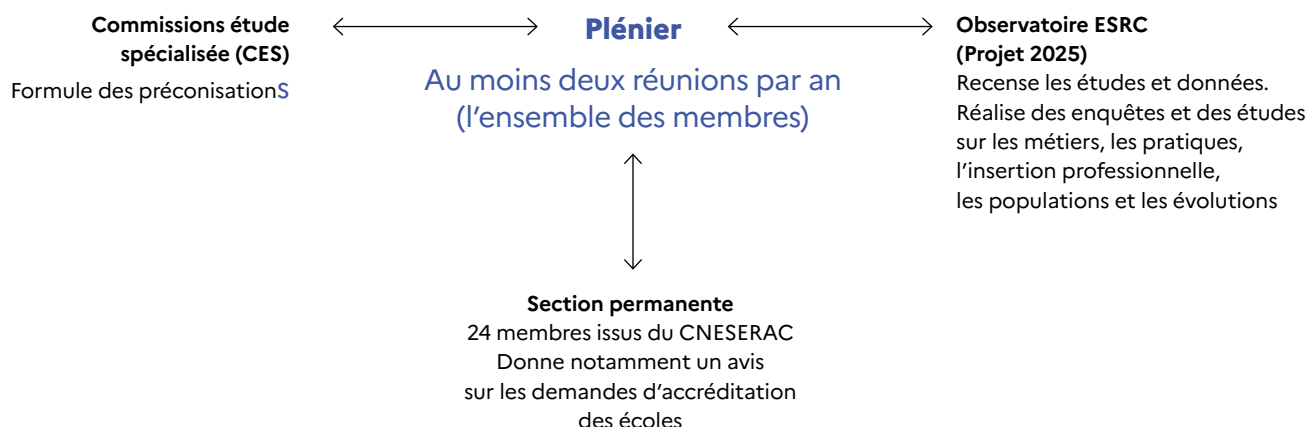 Commissions étude
spécialisée (CES)
Formule des préconisationS
Plénier
Au moins deux réunions par an
(l'ensemble des membres)
Observatoire ESRC
(Projet 2025)
Recense les études et données.
Réalise des enquêtes et des études
sur les métiers, les pratiques,
l'insertion professionnelle,
les populations et les évolutions
Section permanente
24 membres issus du CNESERAC
Donne notamment un avis
sur les demandes d'accréditation
des écoles